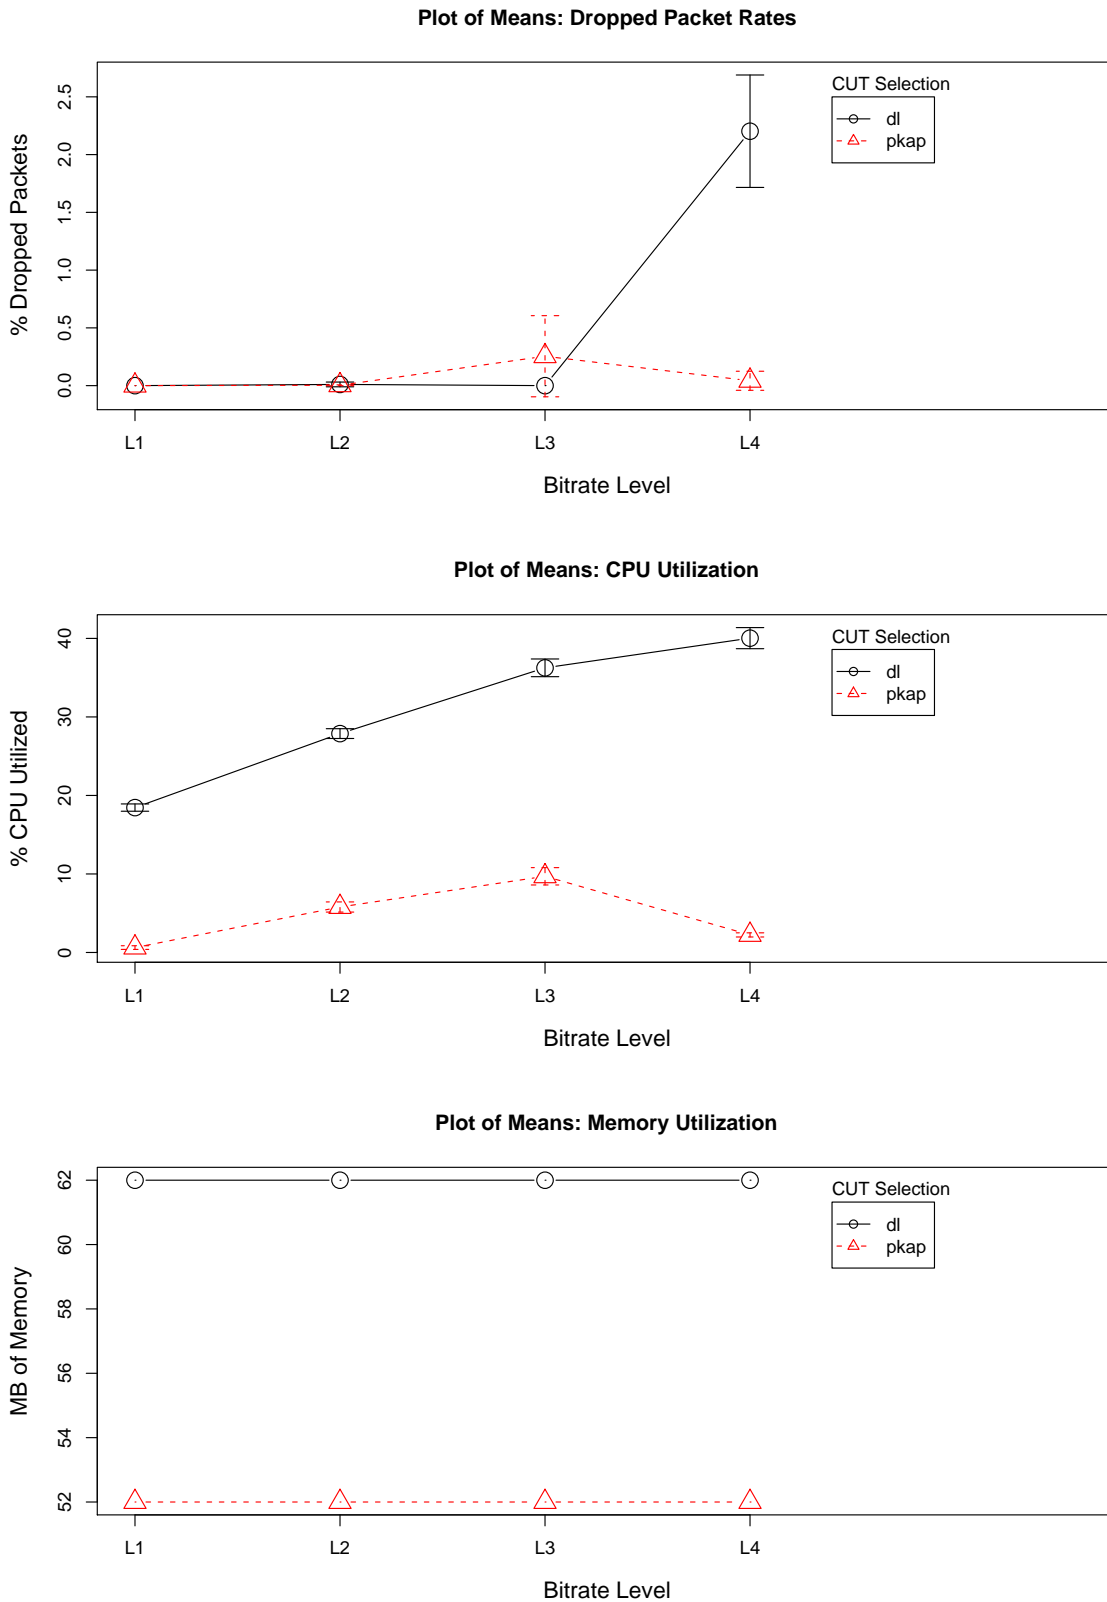 Plot of Means: Dropped Packet Rates
% Dropped Packets
2.5
2.0
1.5
1.0
0.5
0.0
CUT Selection
dl
pkap
L1 L2 L3 L4
Bitrate Level
Plot of Means: CPU Utilization
% CPU Utilized
40
30
20
10
0
CUT Selection
dl
pkap
L1 L2 L3 L4
Bitrate Level
Plot of Means: Memory Utilization
MB of Memory
62
60
58
56
54
52
CUT Selection
dl
pkap
L1 L2 L3 L4
Bitrate Level